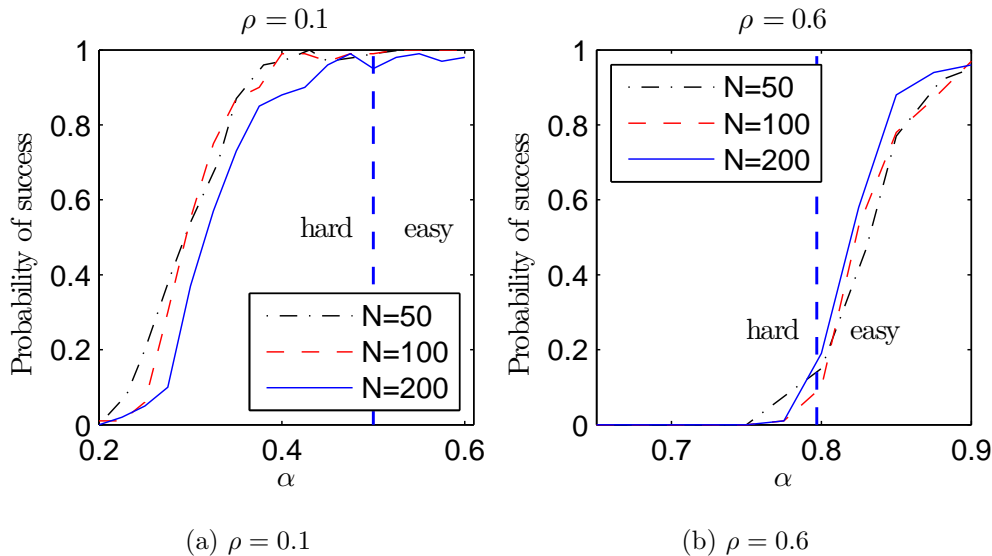 ρ = 0.1
Probability of success
1
0.8
0.6
0.4
0.2
0
hard
easy
N=50
N=100
N=200
0.2
0.4
0.6
α
(a) ρ = 0.1
ρ = 0.6
Probability of success
1
0.8
0.6
0.4
0.2
0
N=50
N=100
N=200
hard
easy
0.7
0.8
0.9
α
(b) ρ = 0.6